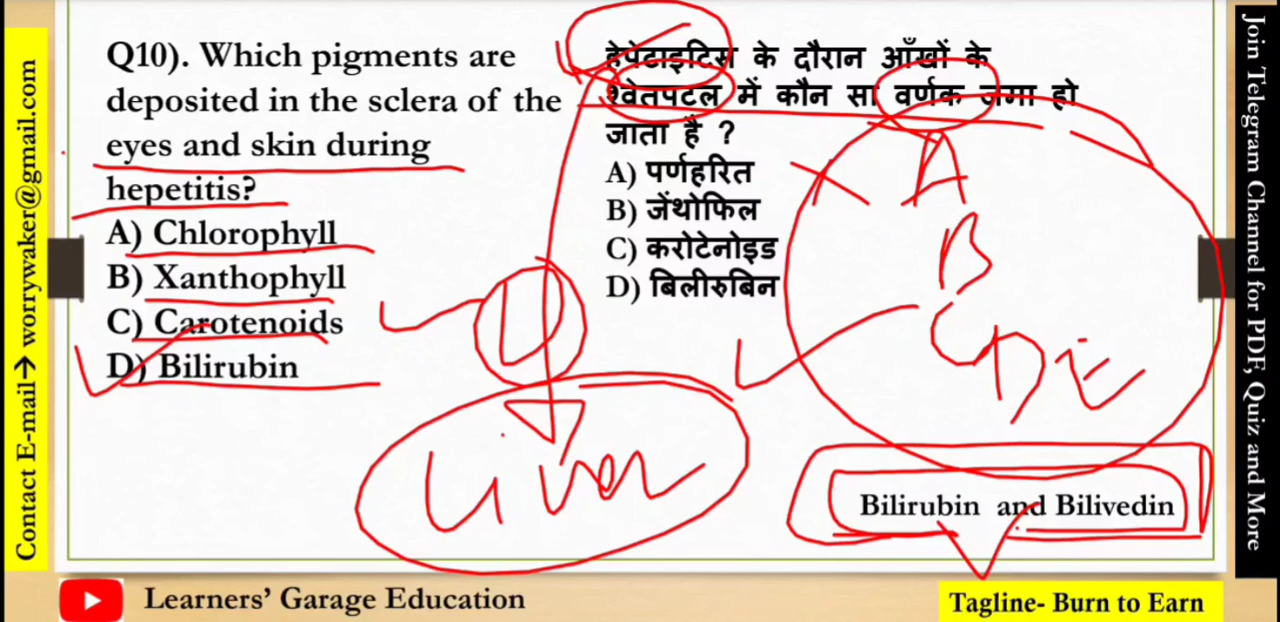 Q10). Which pigments are
deposited in the sclera of the
eyes and skin during
hepetitis?
A) Chlorophyll
B) Xanthophyll
C) Carotenoids
D) Bilirubin
हेपेटाइटिस के दौरान आँखों के
श्वेतपटल में कौन सा वर्णक जमा हो
जाता है ?
A) पर्णहरित
B) जेंथोफिल
C) करोटेनोइड
D) बिलीरुबिन
A
B
C D E
Liver
Bilirubin and Bilivedin
Contact E-mail→ worrywaker@gmail.com
Join Telegram Channel for PDF, Quiz and More
Learners’ Garage Education
Tagline- Burn to Earn